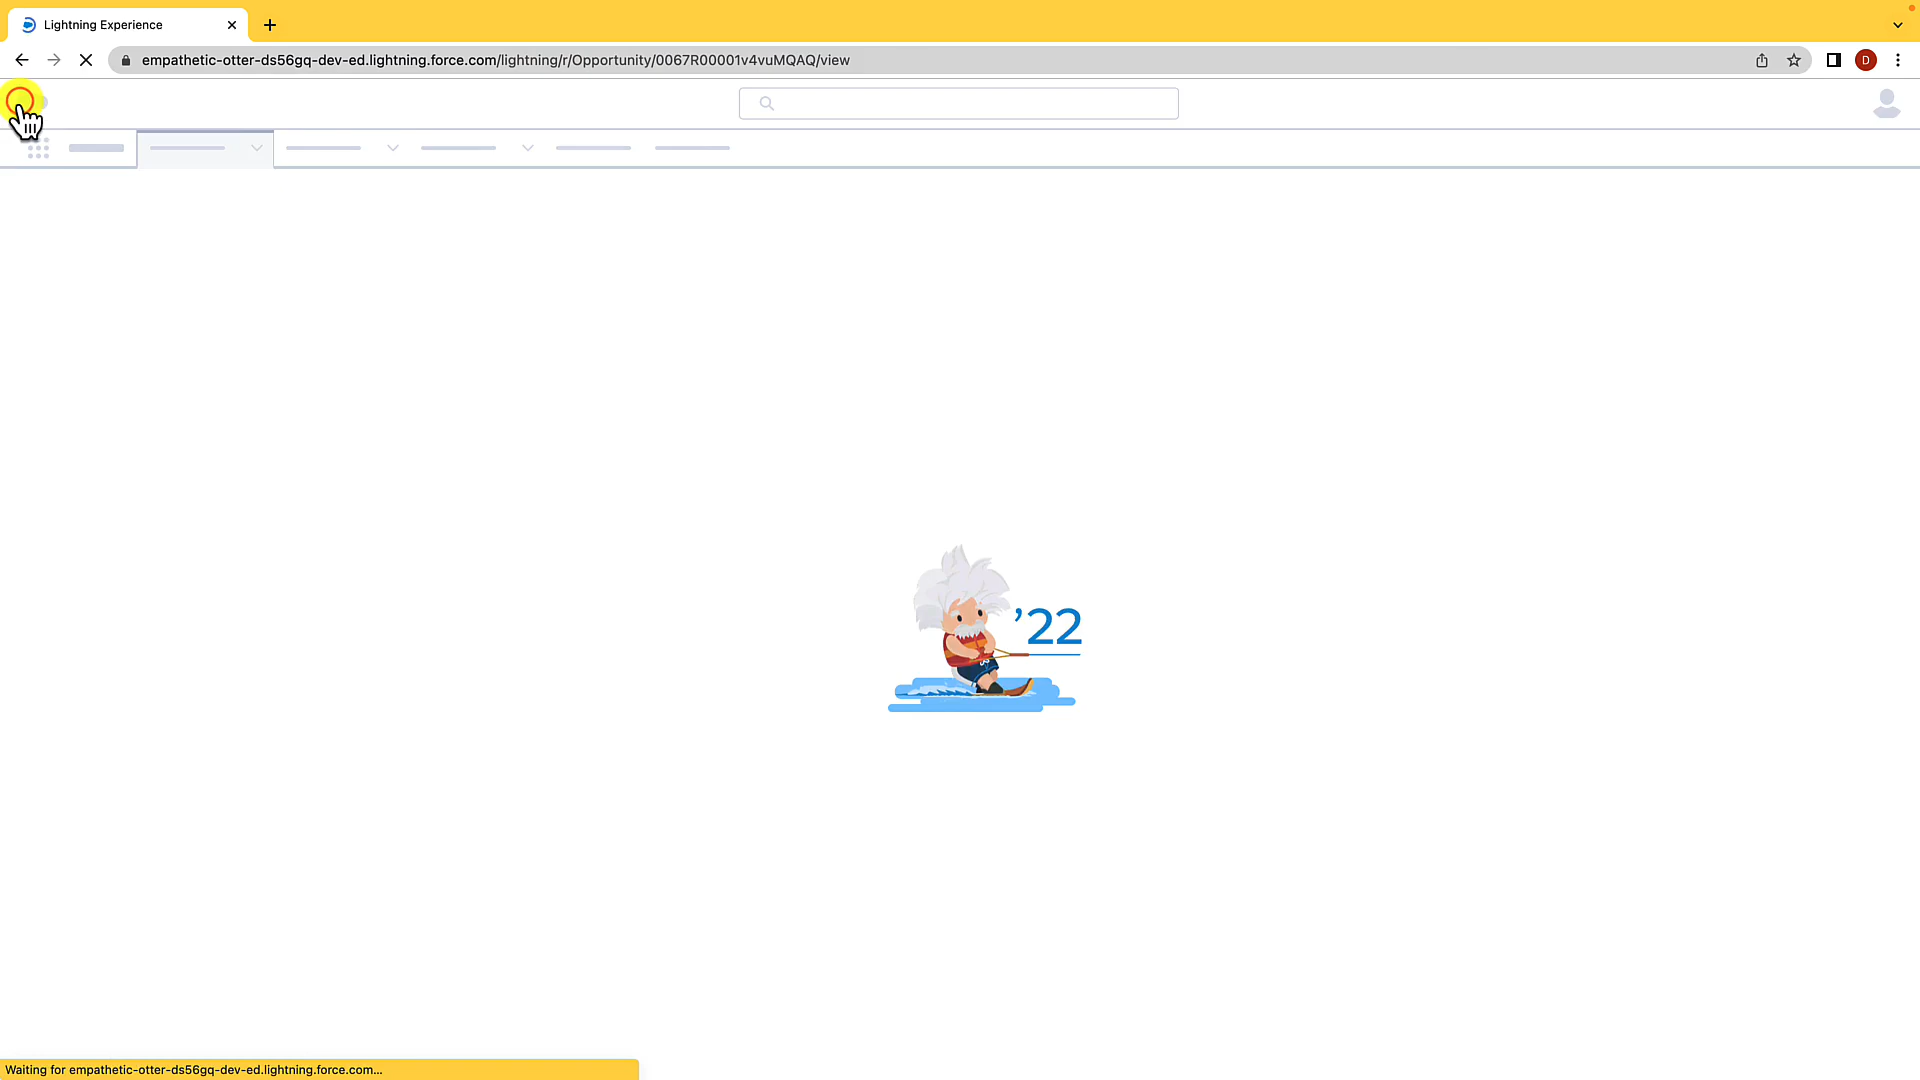 Lightning Experience
empathetic-otter-ds56gq-dev-ed.lightning.force.com/lightning/r/Opportunity/0067R00001v4vuMQAQ/view
D
’22
Waiting for empathetic-otter-ds56gq-dev-ed.lightning.force.com...